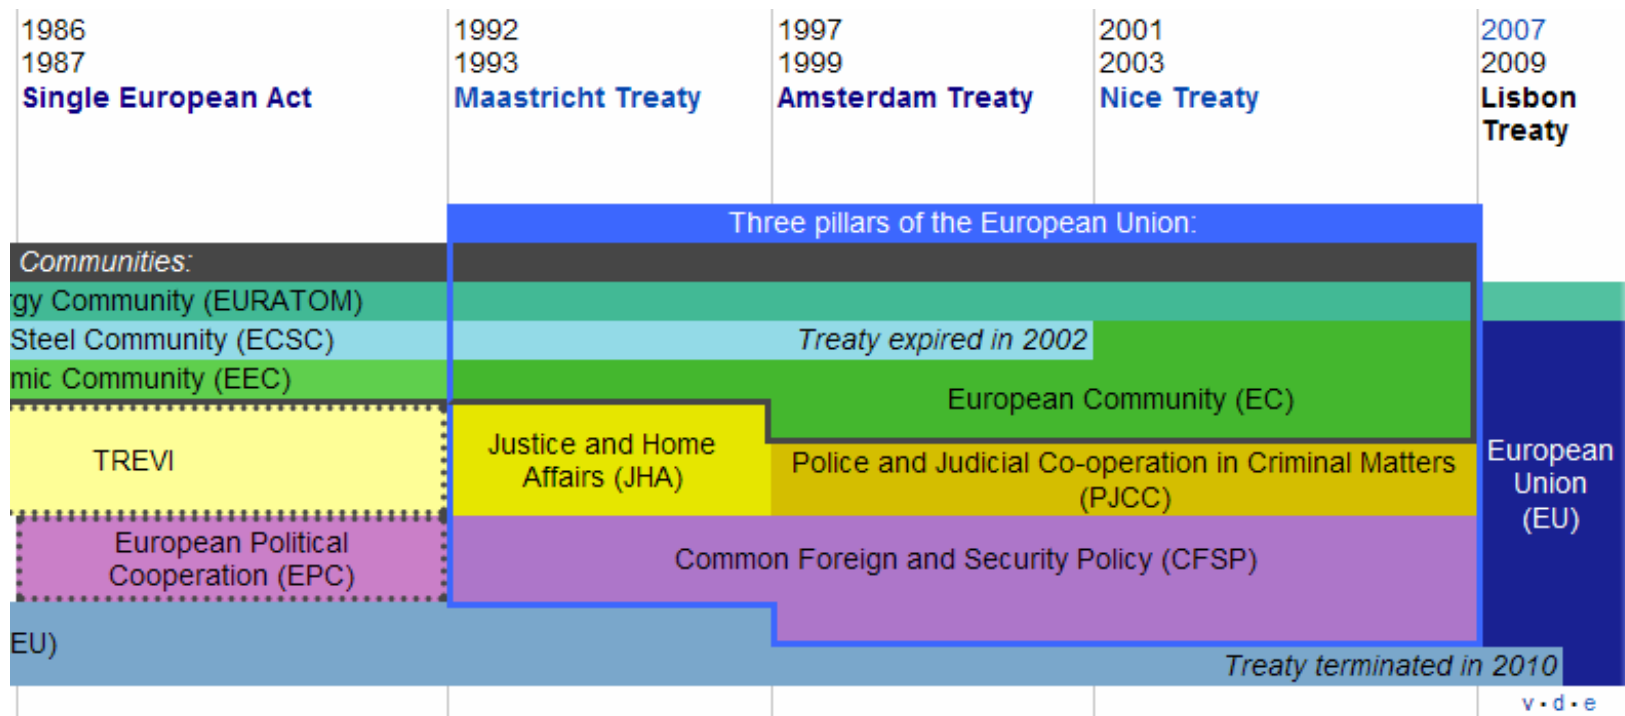 1986
1987
Single European Act
1992
1993
Maastricht Treaty
1997
1999
Amsterdam Treaty
2001
2003
Nice Treaty
2007
2009
Lisbon
Treaty
Three pillars of the European Union:
Communities:
gy Community (EURATOM)
Steel Community (ECSC)
Treaty expired in 2002
mic Community (EEC)
European Community (EC)
TREVI
Justice and Home
Affairs (JHA)
Police and Judicial Co-operation in Criminal Matters
(PJCC)
European
Union
(EU)
European Political
Cooperation (EPC)
Common Foreign and Security Policy (CFSP)
EU)
Treaty terminated in 2010
v · d · e